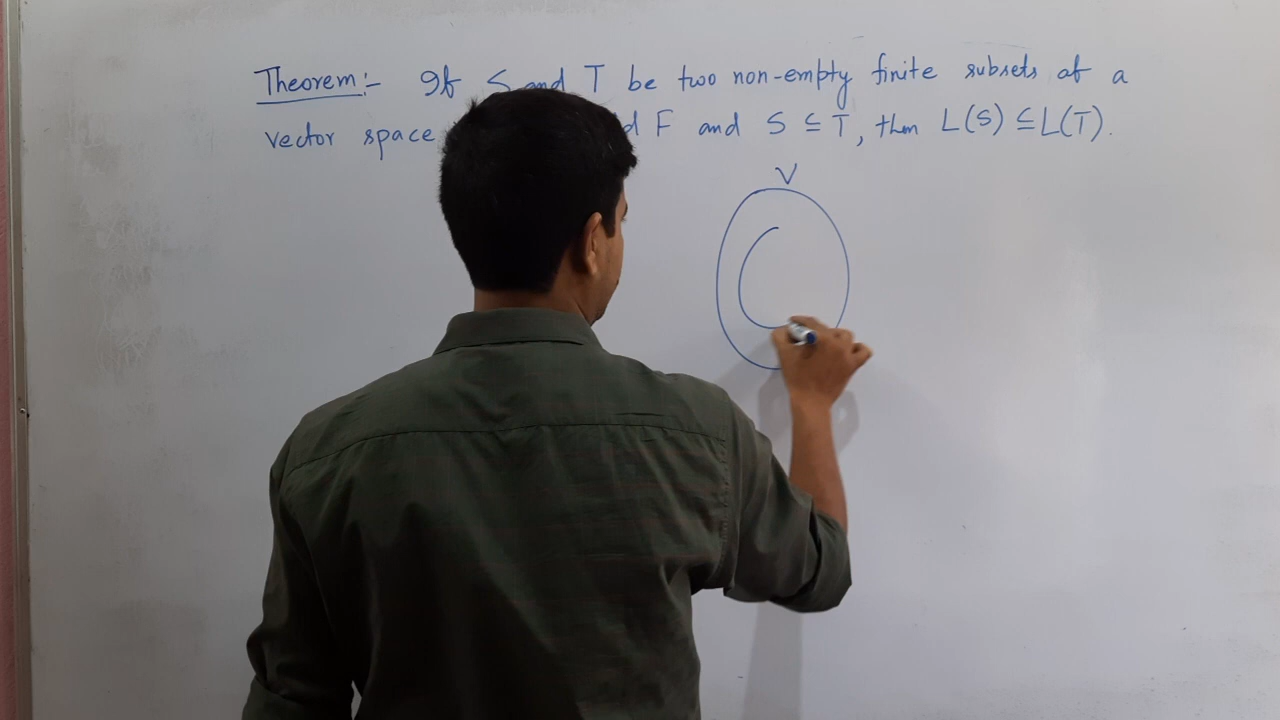 Theorem:- If S and T be two non-empty finite subsets of a
vector space F and S ⊆ T, then L(S) ⊆ L(T).
V